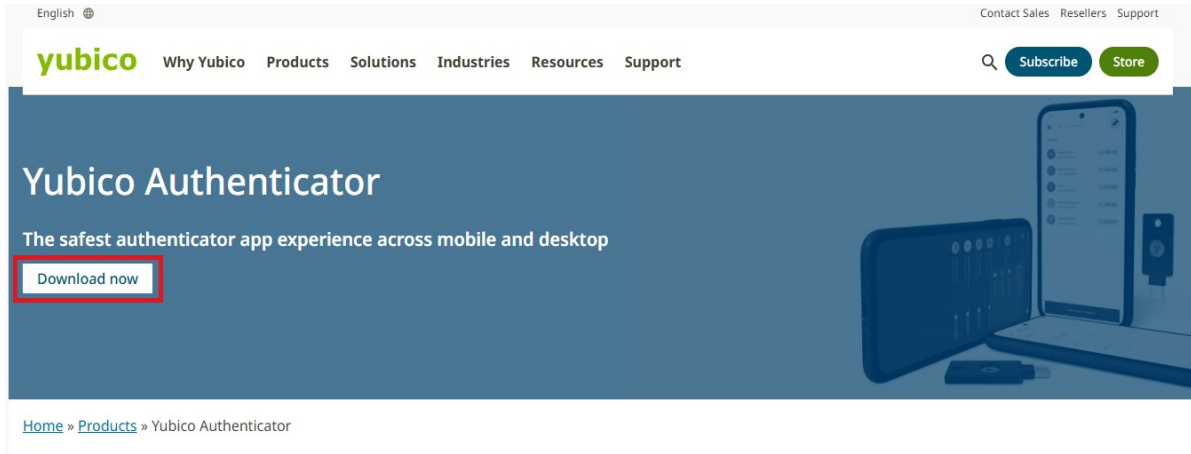 English
Contact Sales Resellers Support
yubico Why Yubico Products Solutions Industries Resources Support Subscribe Store
Yubico Authenticator
The safest authenticator app experience across mobile and desktop
Download now
Home » Products » Yubico Authenticator